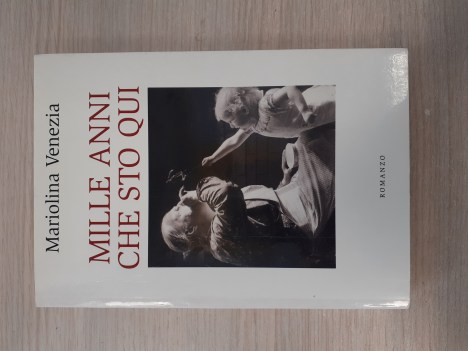 Mariolina Venezia
MILLE ANNI
CHE STO QUI
ROMANZO